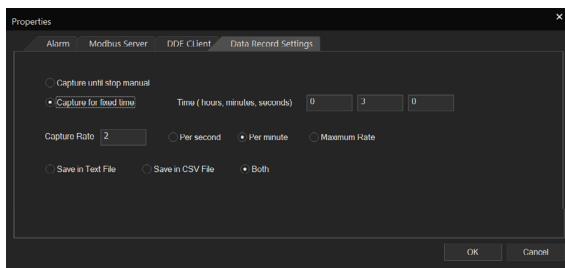 Properties
Alarm Modbus Server DDE CLient Data Record Settings
Capture until stop manual
Capture for fixed time Time ( hours, minutes, seconds) 0 3 0
Capture Rate 2 Per second Per minute Maximum Rate
Save in Text File Save in CSV File Both
OK Cancel